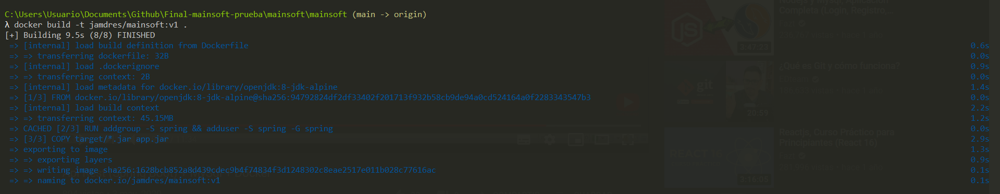 C:\Users\Usuario\Documents\Github\Final-mainsoft-prueba\mainsoft\mainsoft (main -> origin)
λ docker build -t jamdres/mainsoft:v1 .
[+] Building 9.5s (8/8) FINISHED
=> [internal] load build definition from Dockerfile 0.6s
=> => transferring dockerfile: 32B 0.0s
=> [internal] load .dockerignore 0.9s
=> => transferring context: 2B 0.0s
=> [internal] load metadata for docker.io/library/openjdk:8-jdk-alpine 1.4s
=> [1/3] FROM docker.io/library/openjdk:8-jdk-alpine@sha256:94792824df2df33402f201713f932b58cb9de94a0cd524164a0f2283343547b3 0.0s
=> [internal] load build context 2.2s
=> => transferring context: 45.15MB 1.2s
=> CACHED [2/3] RUN addgroup -S spring && adduser -S spring -G spring 0.0s
=> [3/3] COPY target/*.jar app.jar 2.9s
=> exporting to image 1.3s
=> => exporting layers 0.9s
=> => writing image sha256:1628bcb852a8d439cdec9b4f74834f3d1248302c8eae2517e011b028c77616ac 0.1s
=> => naming to docker.io/jamdres/mainsoft:v1 0.1s
Nodejs y Mysql, Aplicación
Completa (Login, Registro,...
Fazt
3:47:23
¿Qué es Git y cómo funciona?
EDteam
git
20:59
Reactjs, Curso Práctico para
Principiantes (React 16)
Fazt
3:16:05